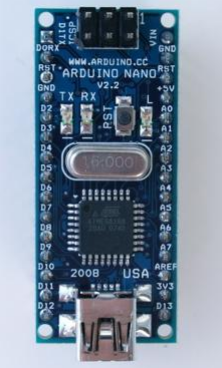 ICSP
1
D1TX
VIN
D0RX
GND
WWW.ARDUINO.CC
RST
RST
ARDUINO NANO
GND
V2.2
+5V
D2
TX RX
L
A0
D3
RST
A1
D4
A2
D5
16.000
A3
D6
A4
D7
A5
D8
A6
D9
A7
D10
2008
USA
AREF
D11
3V3
D12
D13